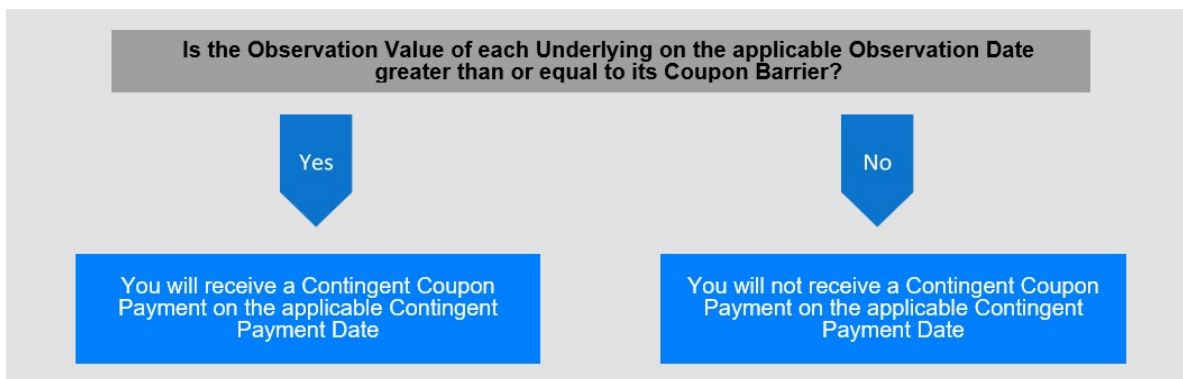 Is the Observation Value of each Underlying on the applicable Observation Date
greater than or equal to its Coupon Barrier?
Yes
No
You will receive a Contingent Coupon
Payment on the applicable Contingent
Payment Date
You will not receive a Contingent Coupon
Payment on the applicable Contingent
Payment Date